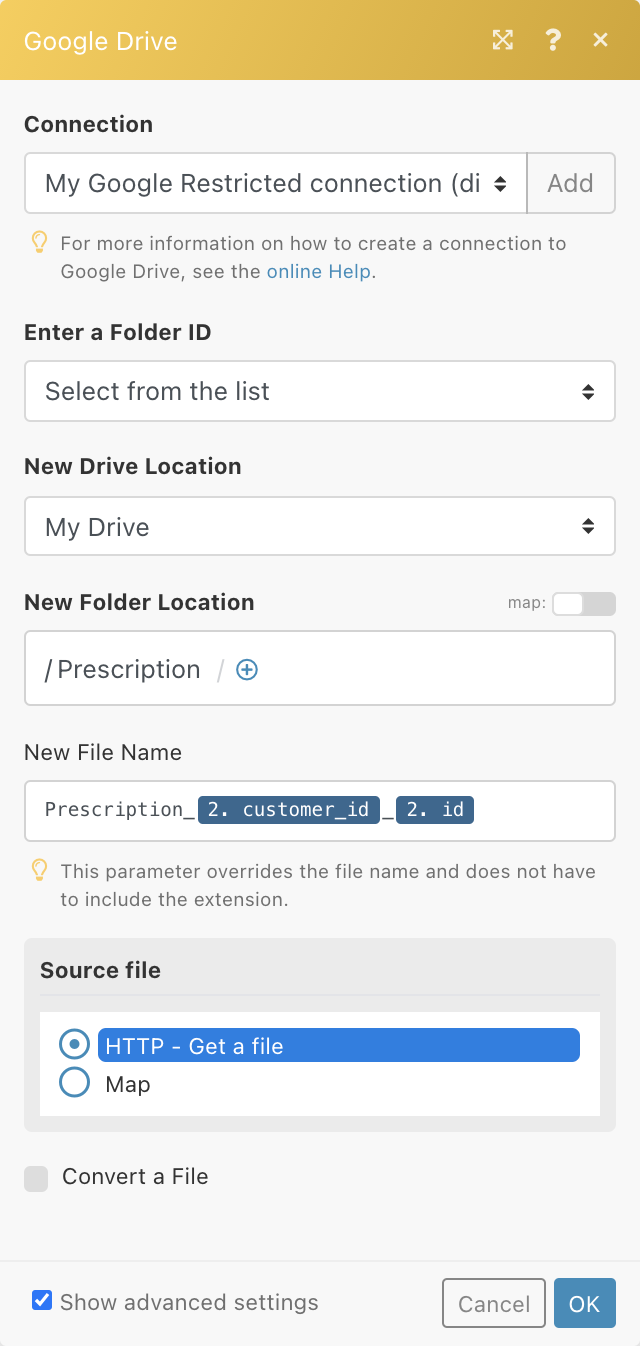 Google Drive
Connection
My Google Restricted connection (di
Add
For more information on how to create a connection to
Google Drive, see the online Help.
Enter a Folder ID
Select from the list
New Drive Location
My Drive
New Folder Location
map:
/ Prescription /
New File Name
Prescription_ 2. customer_id _ 2. id
This parameter overrides the file name and does not have
to include the extension.
Source file
HTTP - Get a file
Map
Convert a File
Show advanced settings
Cancel
OK